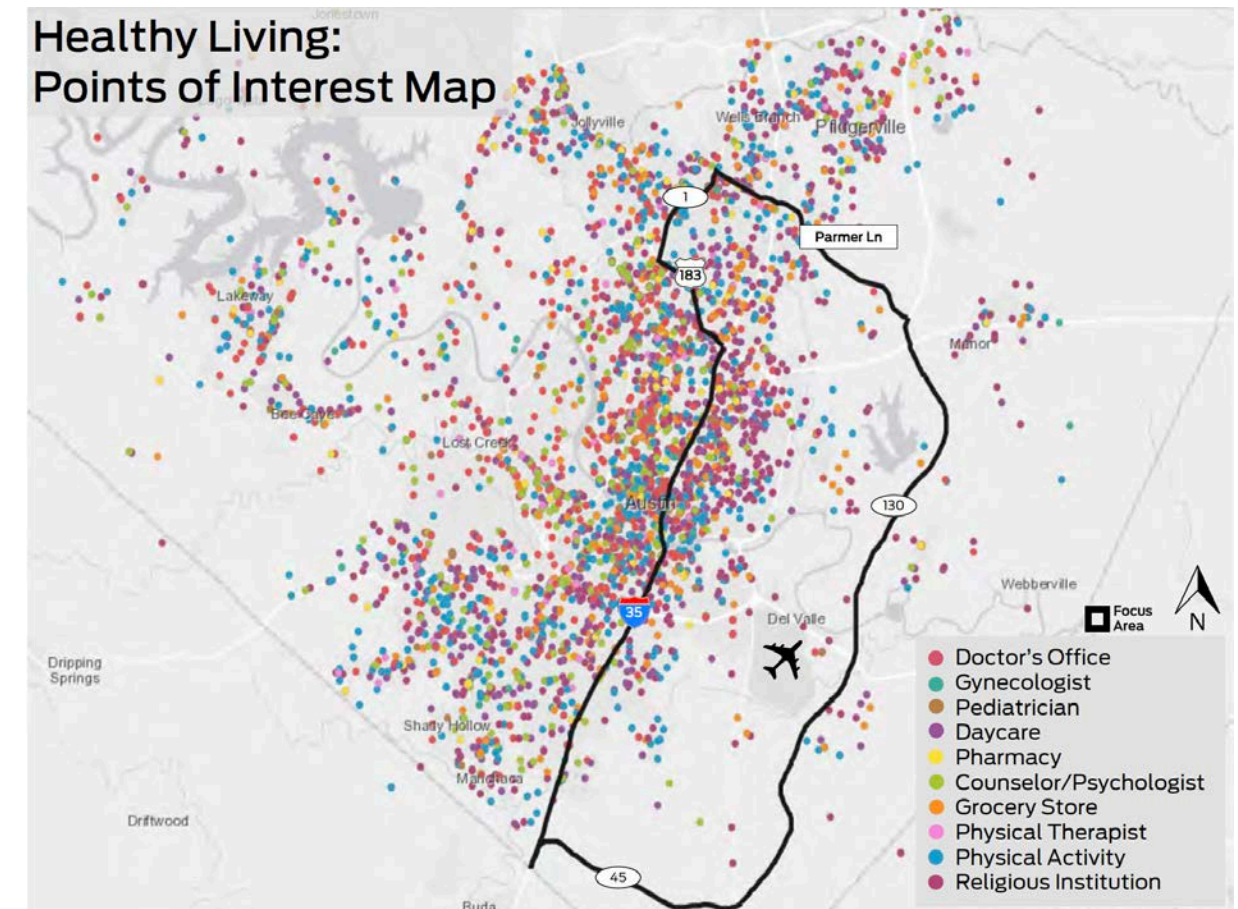 Healthy Living:
Points of Interest Map
Jonestown
Jollyville
Wells Branch
Pflugerville
1
Parmer Ln
183
Lakeway
Manor
Bee Cave
Lost Creek
Austin
130
Webberville
35
Del Valle
Focus
Area
N
Dripping
Springs
Shady Hollow
Manchaca
Driftwood
45
Buda
Doctor's Office
Gynecologist
Pediatrician
Daycare
Pharmacy
Counselor/Psychologist
Grocery Store
Physical Therapist
Physical Activity
Religious Institution